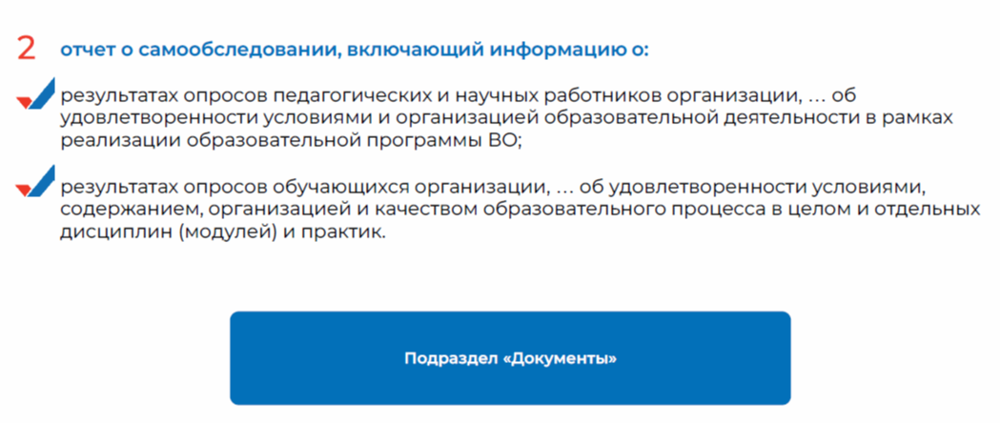 2 отчет о самообследовании, включающий информацию о:
результатах опросов педагогических и научных работников организации, … об
удовлетворенности условиями и организацией образовательной деятельности в рамках
реализации образовательной программы ВО;
результатах опросов обучающихся организации, … об удовлетворенности условиями,
содержанием, организацией и качеством образовательного процесса в целом и отдельных
дисциплин (модулей) и практик.
Подраздел «Документы»